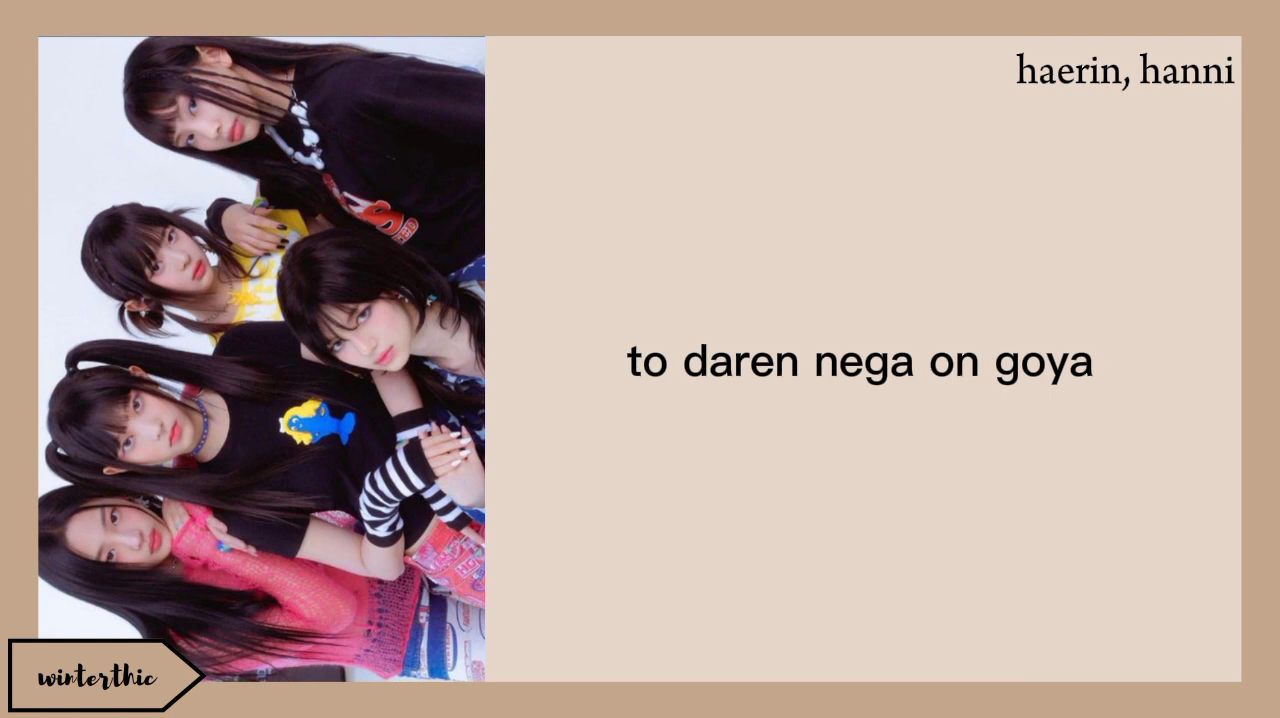 haerin, hanni
to daren nega on goya
winterthic